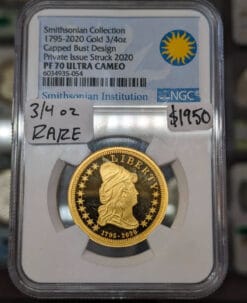 Smithsonian Collection
1795-2020 Gold 3/4oz
Capped Bust Design
Private Issue Struck 2020
PF 70 ULTRA CAMEO
6034935-054
Smithsonian Institution
NGC
3/4 oz
RARE
$1950
LIBERTY
1795-2020